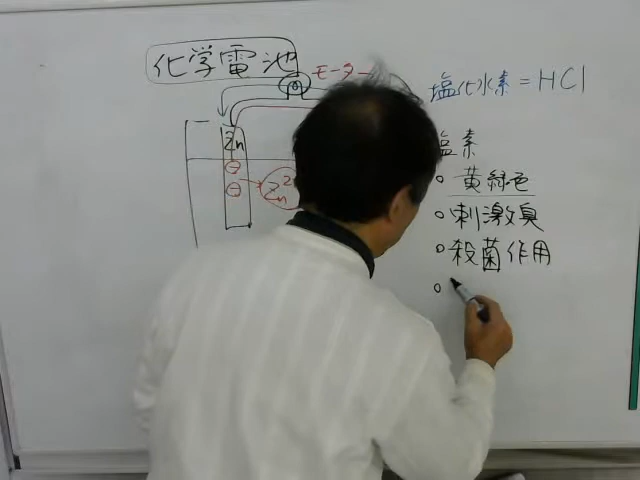 化学電池
モーター
塩化水素 = HCl
Zn
塩素
黄緑色
刺激臭
殺菌作用
⊖
⊖
Zn2